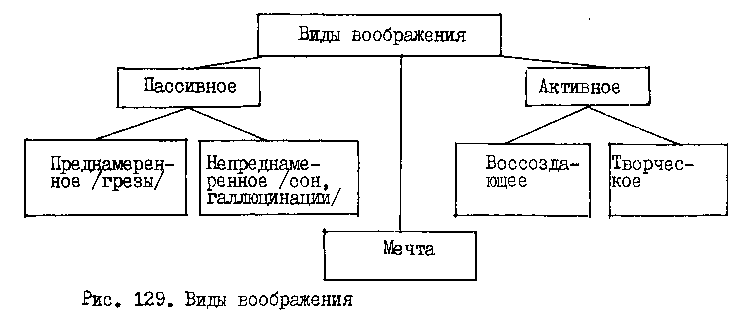 Виды воображения
Пассивное
Активное
Преднамерен-
ное /грезы/
Непреднаме-
ренное /сон,
галлюцинации/
Воссозда-
ющее
Творчес-
кое
Мечта
Рис. 129. Виды воображения